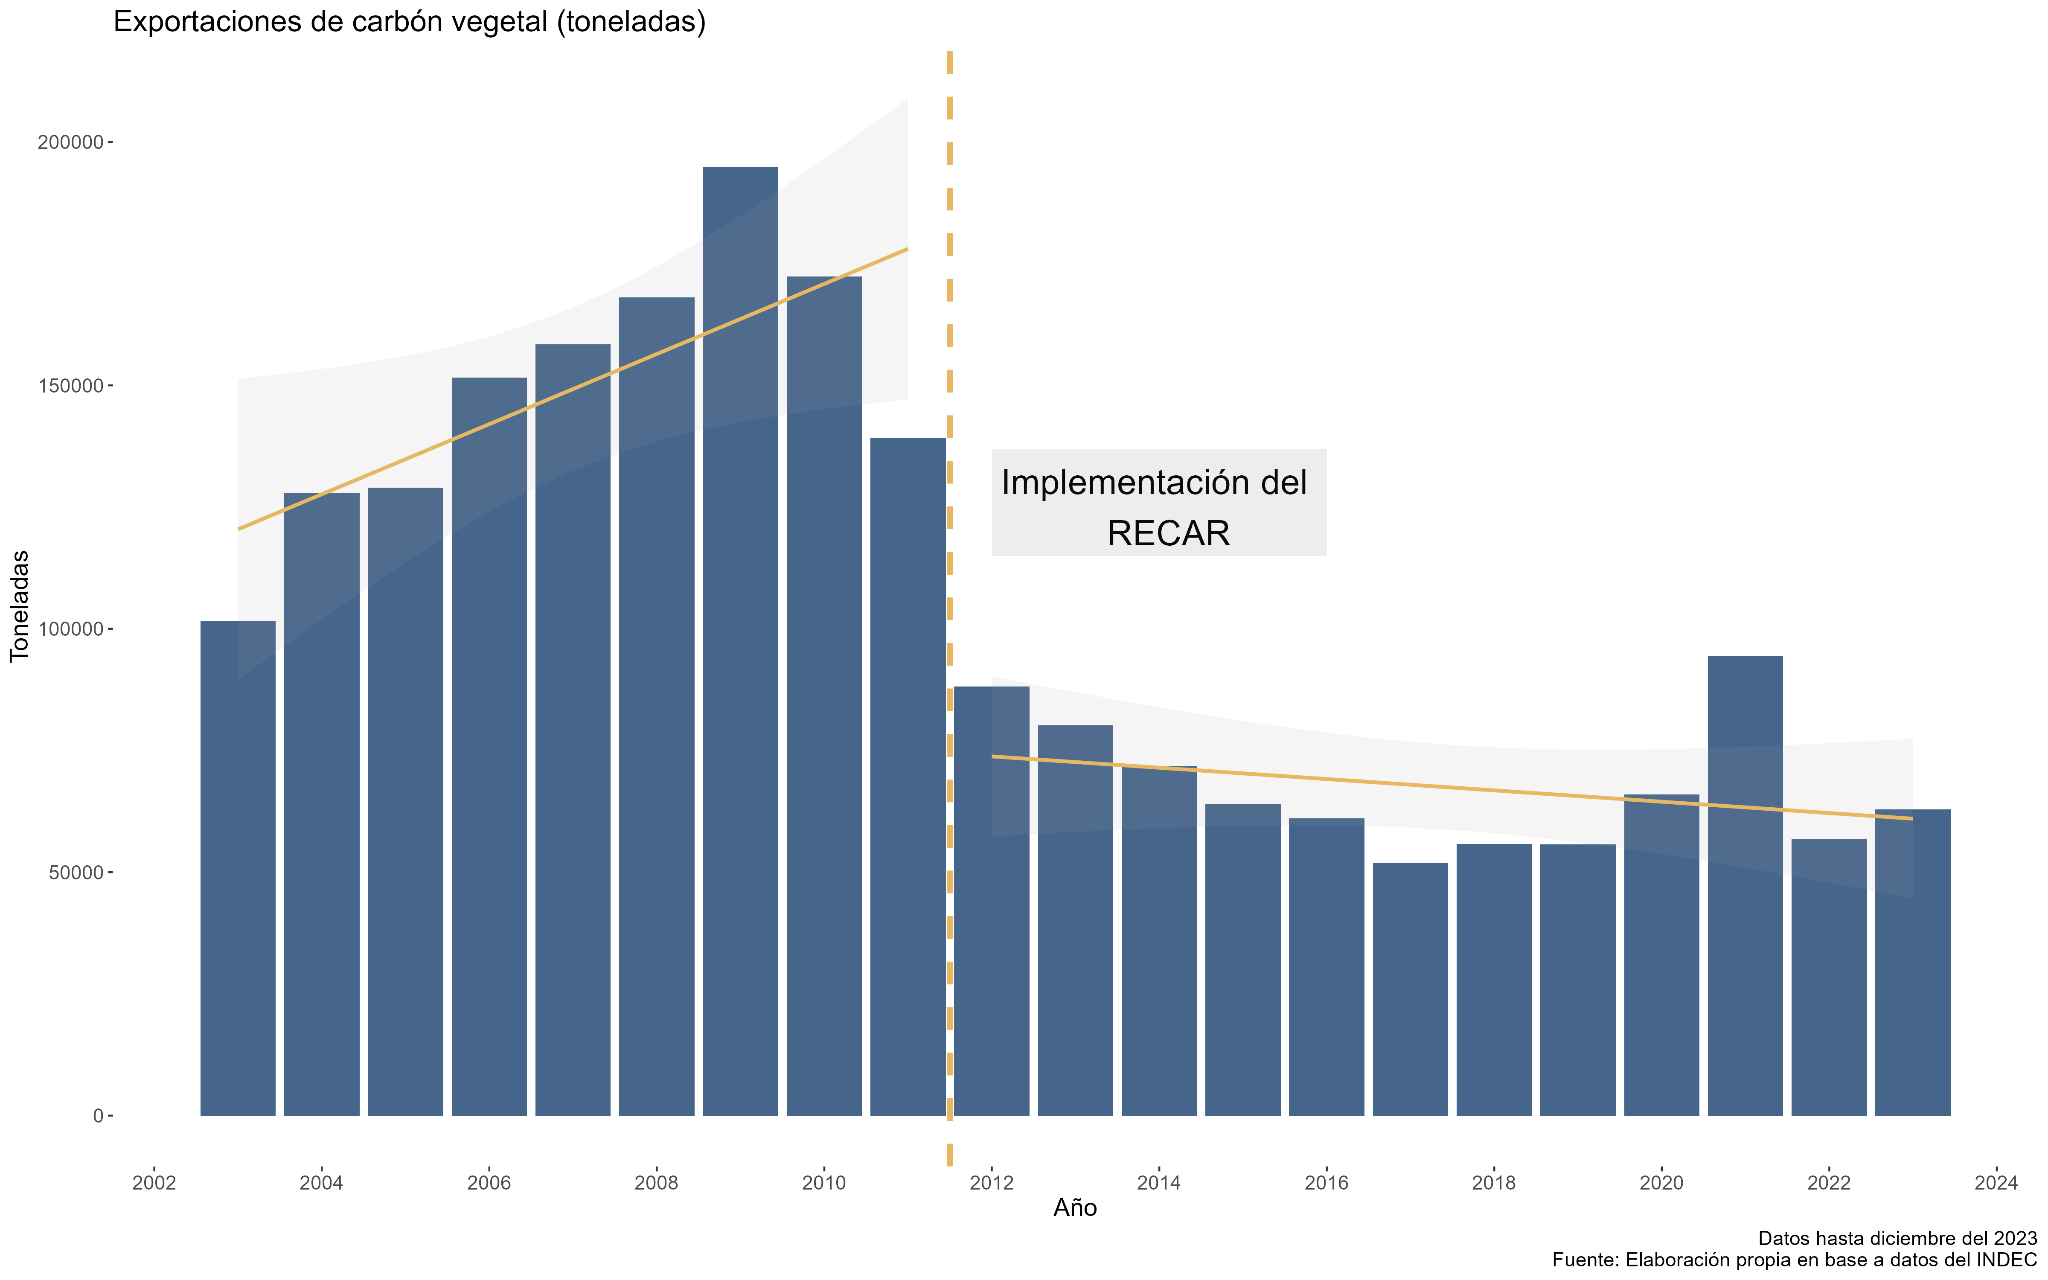 Exportaciones de carbón vegetal (toneladas)
200000
150000
100000
50000
0
Toneladas
Implementación del
RECAR
2002 2004 2006 2008 2010 2012 2014 2016 2018 2020 2022 2024
Año
Datos hasta diciembre del 2023
Fuente: Elaboración propia en base a datos del INDEC